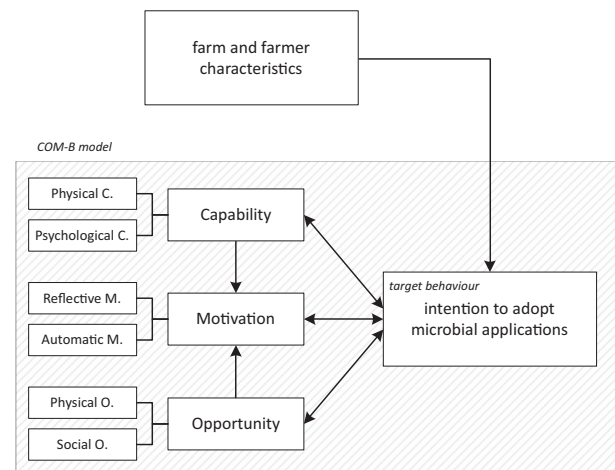 farm and farmer
characteristics
COM-B model
Physical C.
Psychological C.
Capability
Reflective M.
Automatic M.
Motivation
Physical O.
Social O.
Opportunity
target behaviour
intention to adopt
microbial applications